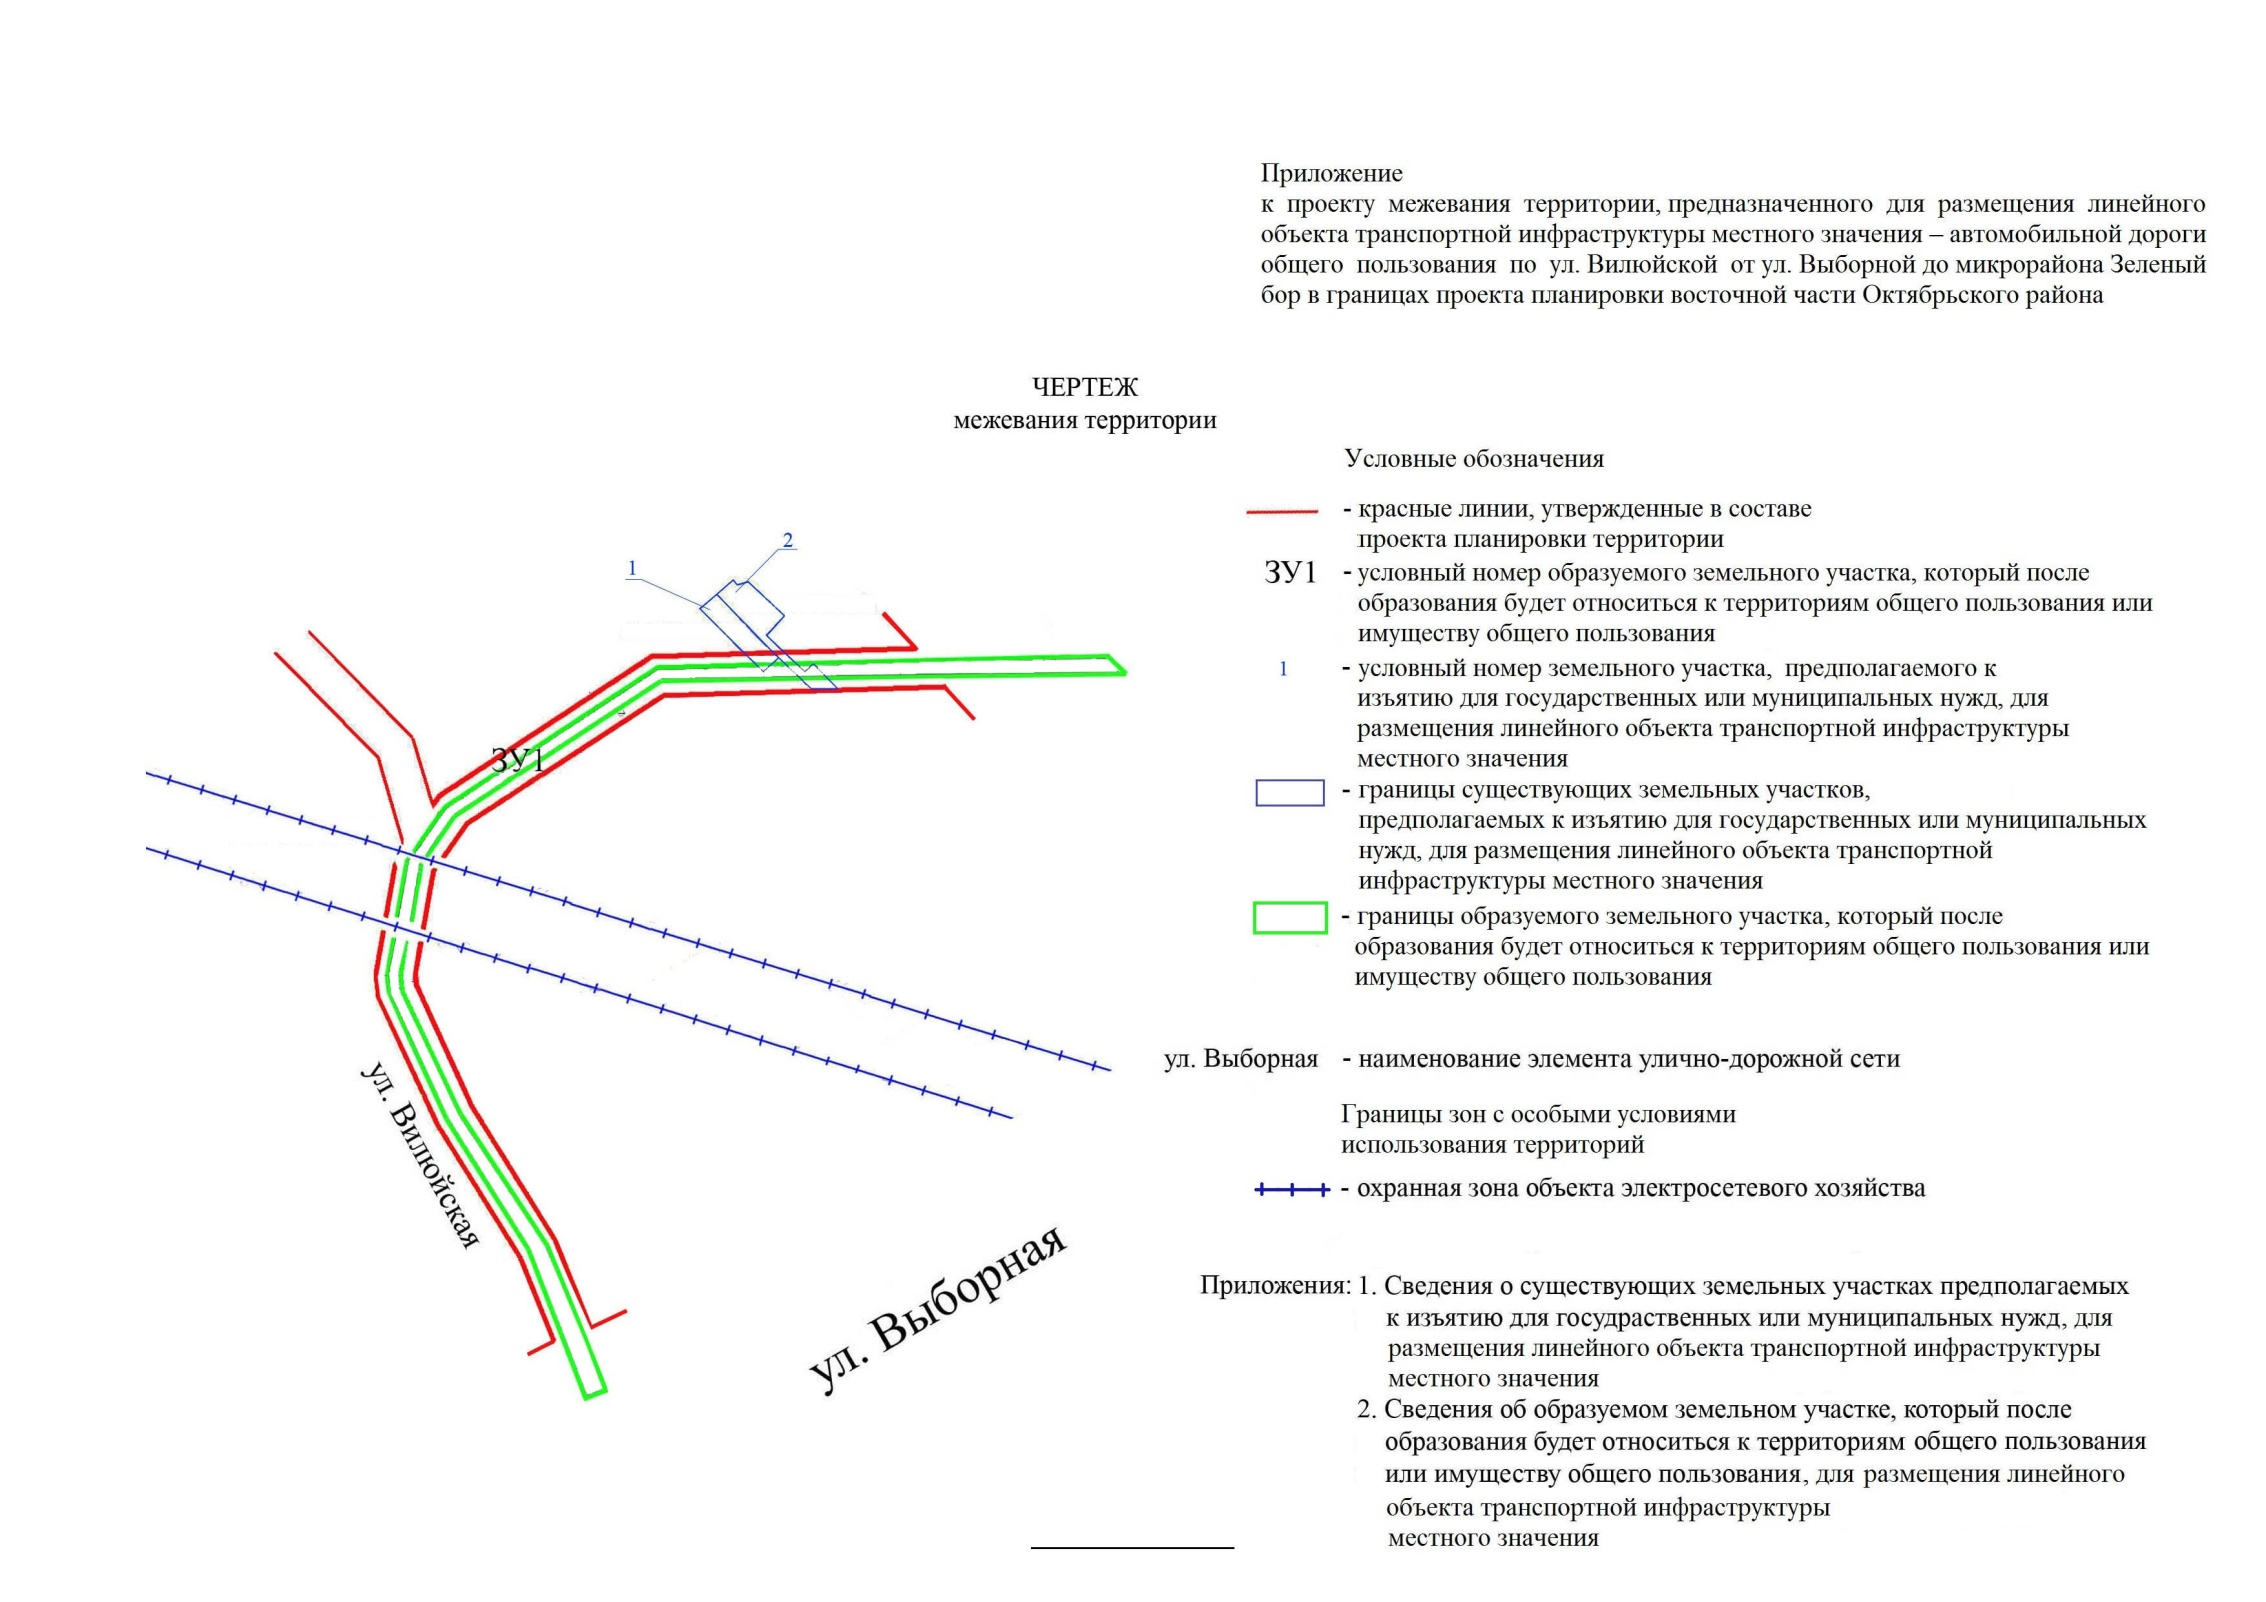 Приложение
к проекту межевания территории, предназначенного для размещения линейного
объекта транспортной инфраструктуры местного значения – автомобильной дороги
общего пользования по ул. Вилюйской от ул. Выборной до микрорайона Зеленый
бор в границах проекта планировки восточной части Октябрьского района
ЧЕРТЕЖ
межевания территории
Условные обозначения
- красные линии, утвержденные в составе
проекта планировки территории
ЗУ1 - условный номер образуемого земельного участка, который после
образования будет относиться к территориям общего пользования или
имуществу общего пользования
1 - условный номер земельного участка, предполагаемого к
изъятию для государственных или муниципальных нужд, для
размещения линейного объекта транспортной инфраструктуры
местного значения
- границы существующих земельных участков,
предполагаемых к изъятию для государственных или муниципальных
нужд, для размещения линейного объекта транспортной
инфраструктуры местного значения
- границы образуемого земельного участка, который после
образования будет относиться к территориям общего пользования или
имуществу общего пользования
ул. Выборная - наименование элемента улично-дорожной сети
Границы зон с особыми условиями
использования территорий
- охранная зона объекта электросетевого хозяйства
Приложения: 1. Сведения о существующих земельных участках предполагаемых
к изъятию для госудраственных или муниципальных нужд, для
размещения линейного объекта транспортной инфраструктуры
местного значения
2. Сведения об образуемом земельном участке, который после
образования будет относиться к территориям общего пользования
или имуществу общего пользования, для размещения линейного
объекта транспортной инфраструктуры
местного значения
2
1
ЗУ1
ул. Вилюйская
ул. Выборная